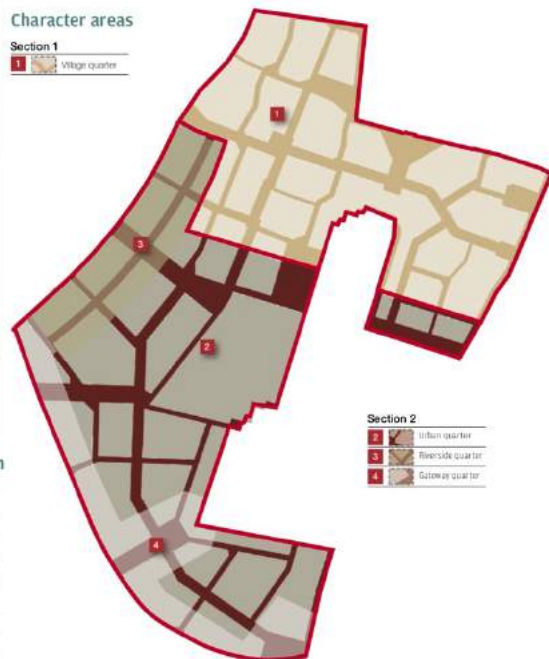 Character areas
Section 1
1 Village quarter
1
3
2
Section 2
2 Urban quarter
3 Riverside quarter
4 Gateway quarter
4